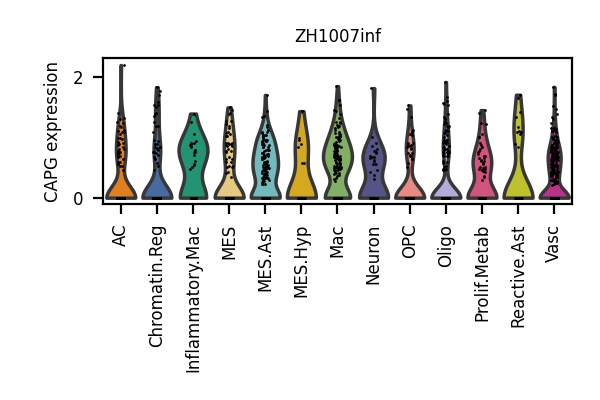 ZH1007inf
CAPG expression
2
0
AC
Chromatin.Reg
Inflammatory.Mac
MES
MES.Ast
MES.Hyp
Mac
Neuron
OPC
Oligo
Prolif.Metab
Reactive.Ast
Vasc